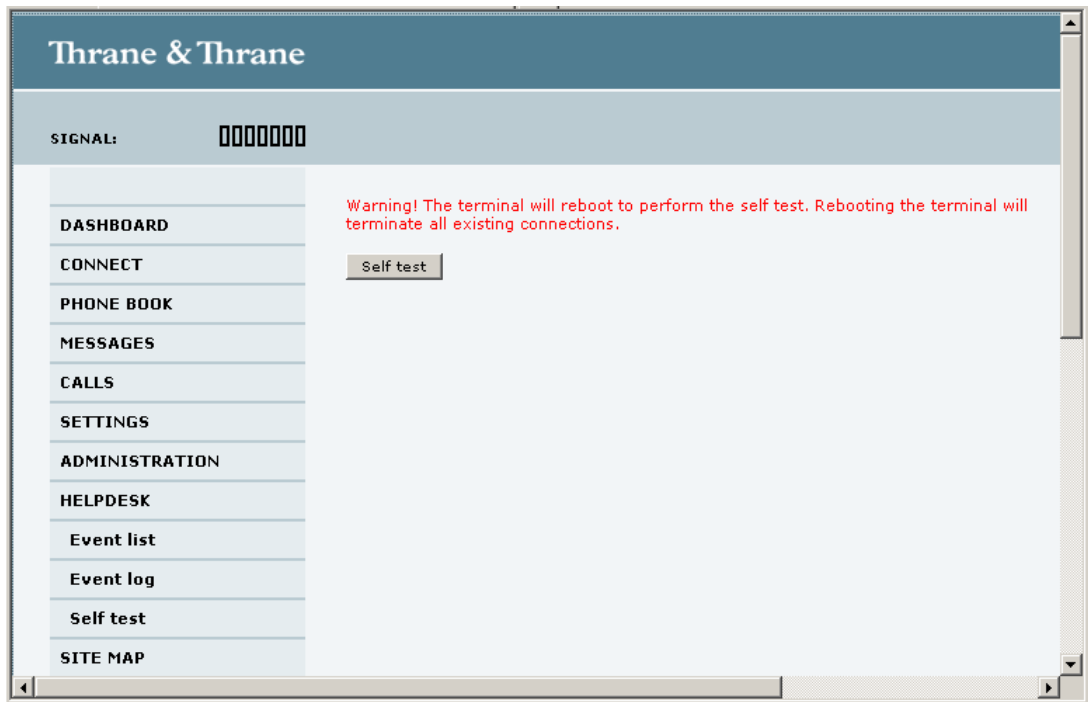 Thrane & Thrane
SIGNAL:
DASHBOARD
CONNECT
PHONE BOOK
MESSAGES
CALLS
SETTINGS
ADMINISTRATION
HELPDESK
Event list
Event log
Self test
SITE MAP
Warning! The terminal will reboot to perform the self test. Rebooting the terminal will
terminate all existing connections.
Self test